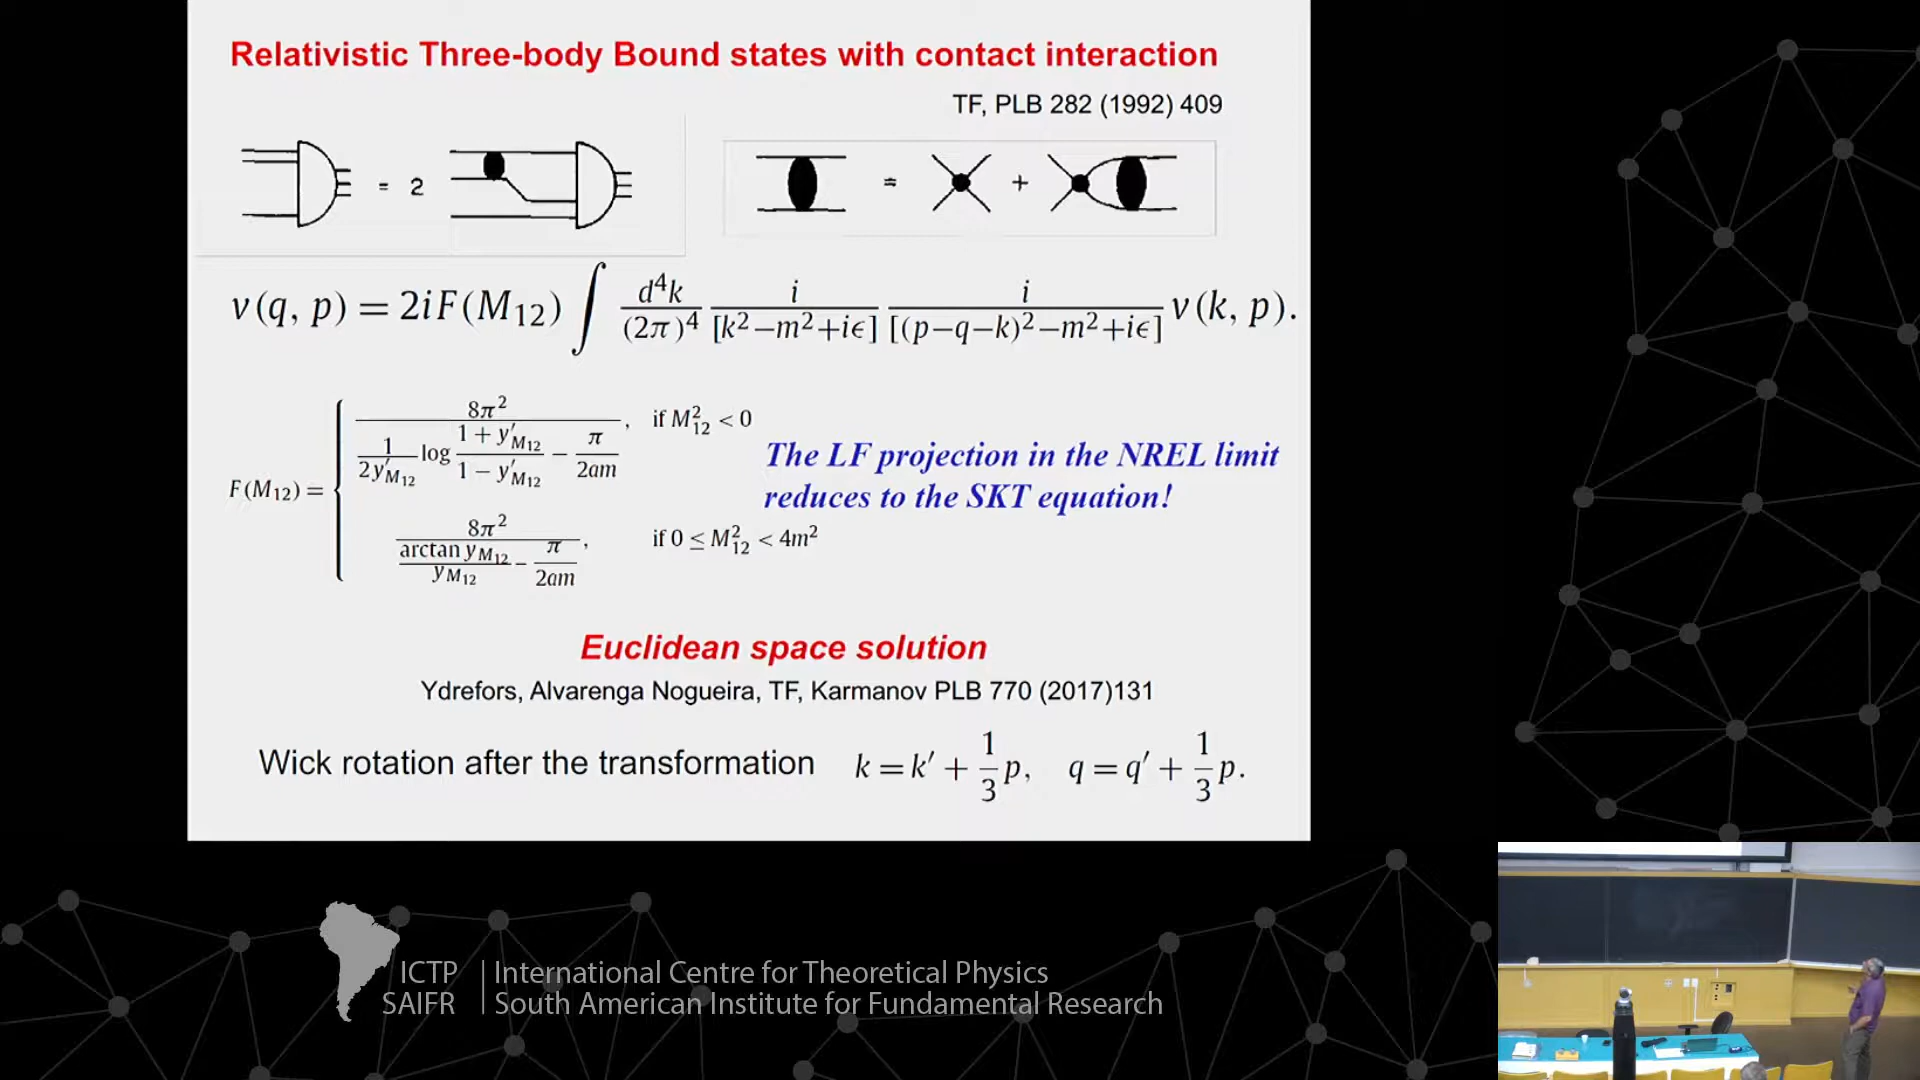 Relativistic Three-body Bound states with contact interaction
TF, PLB 282 (1992) 409
= 2
= +
v(q, p) = 2iF(M₁₂) ∫ d⁴k/(2π)⁴ i/[k²−m²+iϵ] i/[(p−q−k)²−m²+iϵ] v(k, p).
F(M₁₂) = { 8π² / (1/(2y′_{M₁₂}) log (1 + y′_{M₁₂})/(1 − y′_{M₁₂}) − π/(2am)), if M²₁₂ < 0
8π² / (arctan y_{M₁₂}/y_{M₁₂} − π/(2am)), if 0 ≤ M²₁₂ < 4m²
The LF projection in the NREL limit
reduces to the SKT equation!
Euclidean space solution
Ydrefors, Alvarenga Nogueira, TF, Karmanov PLB 770 (2017)131
Wick rotation after the transformation k = k′ + 1/3 p, q = q′ + 1/3 p.
ICTP | International Centre for Theoretical Physics
SAIFR | South American Institute for Fundamental Research